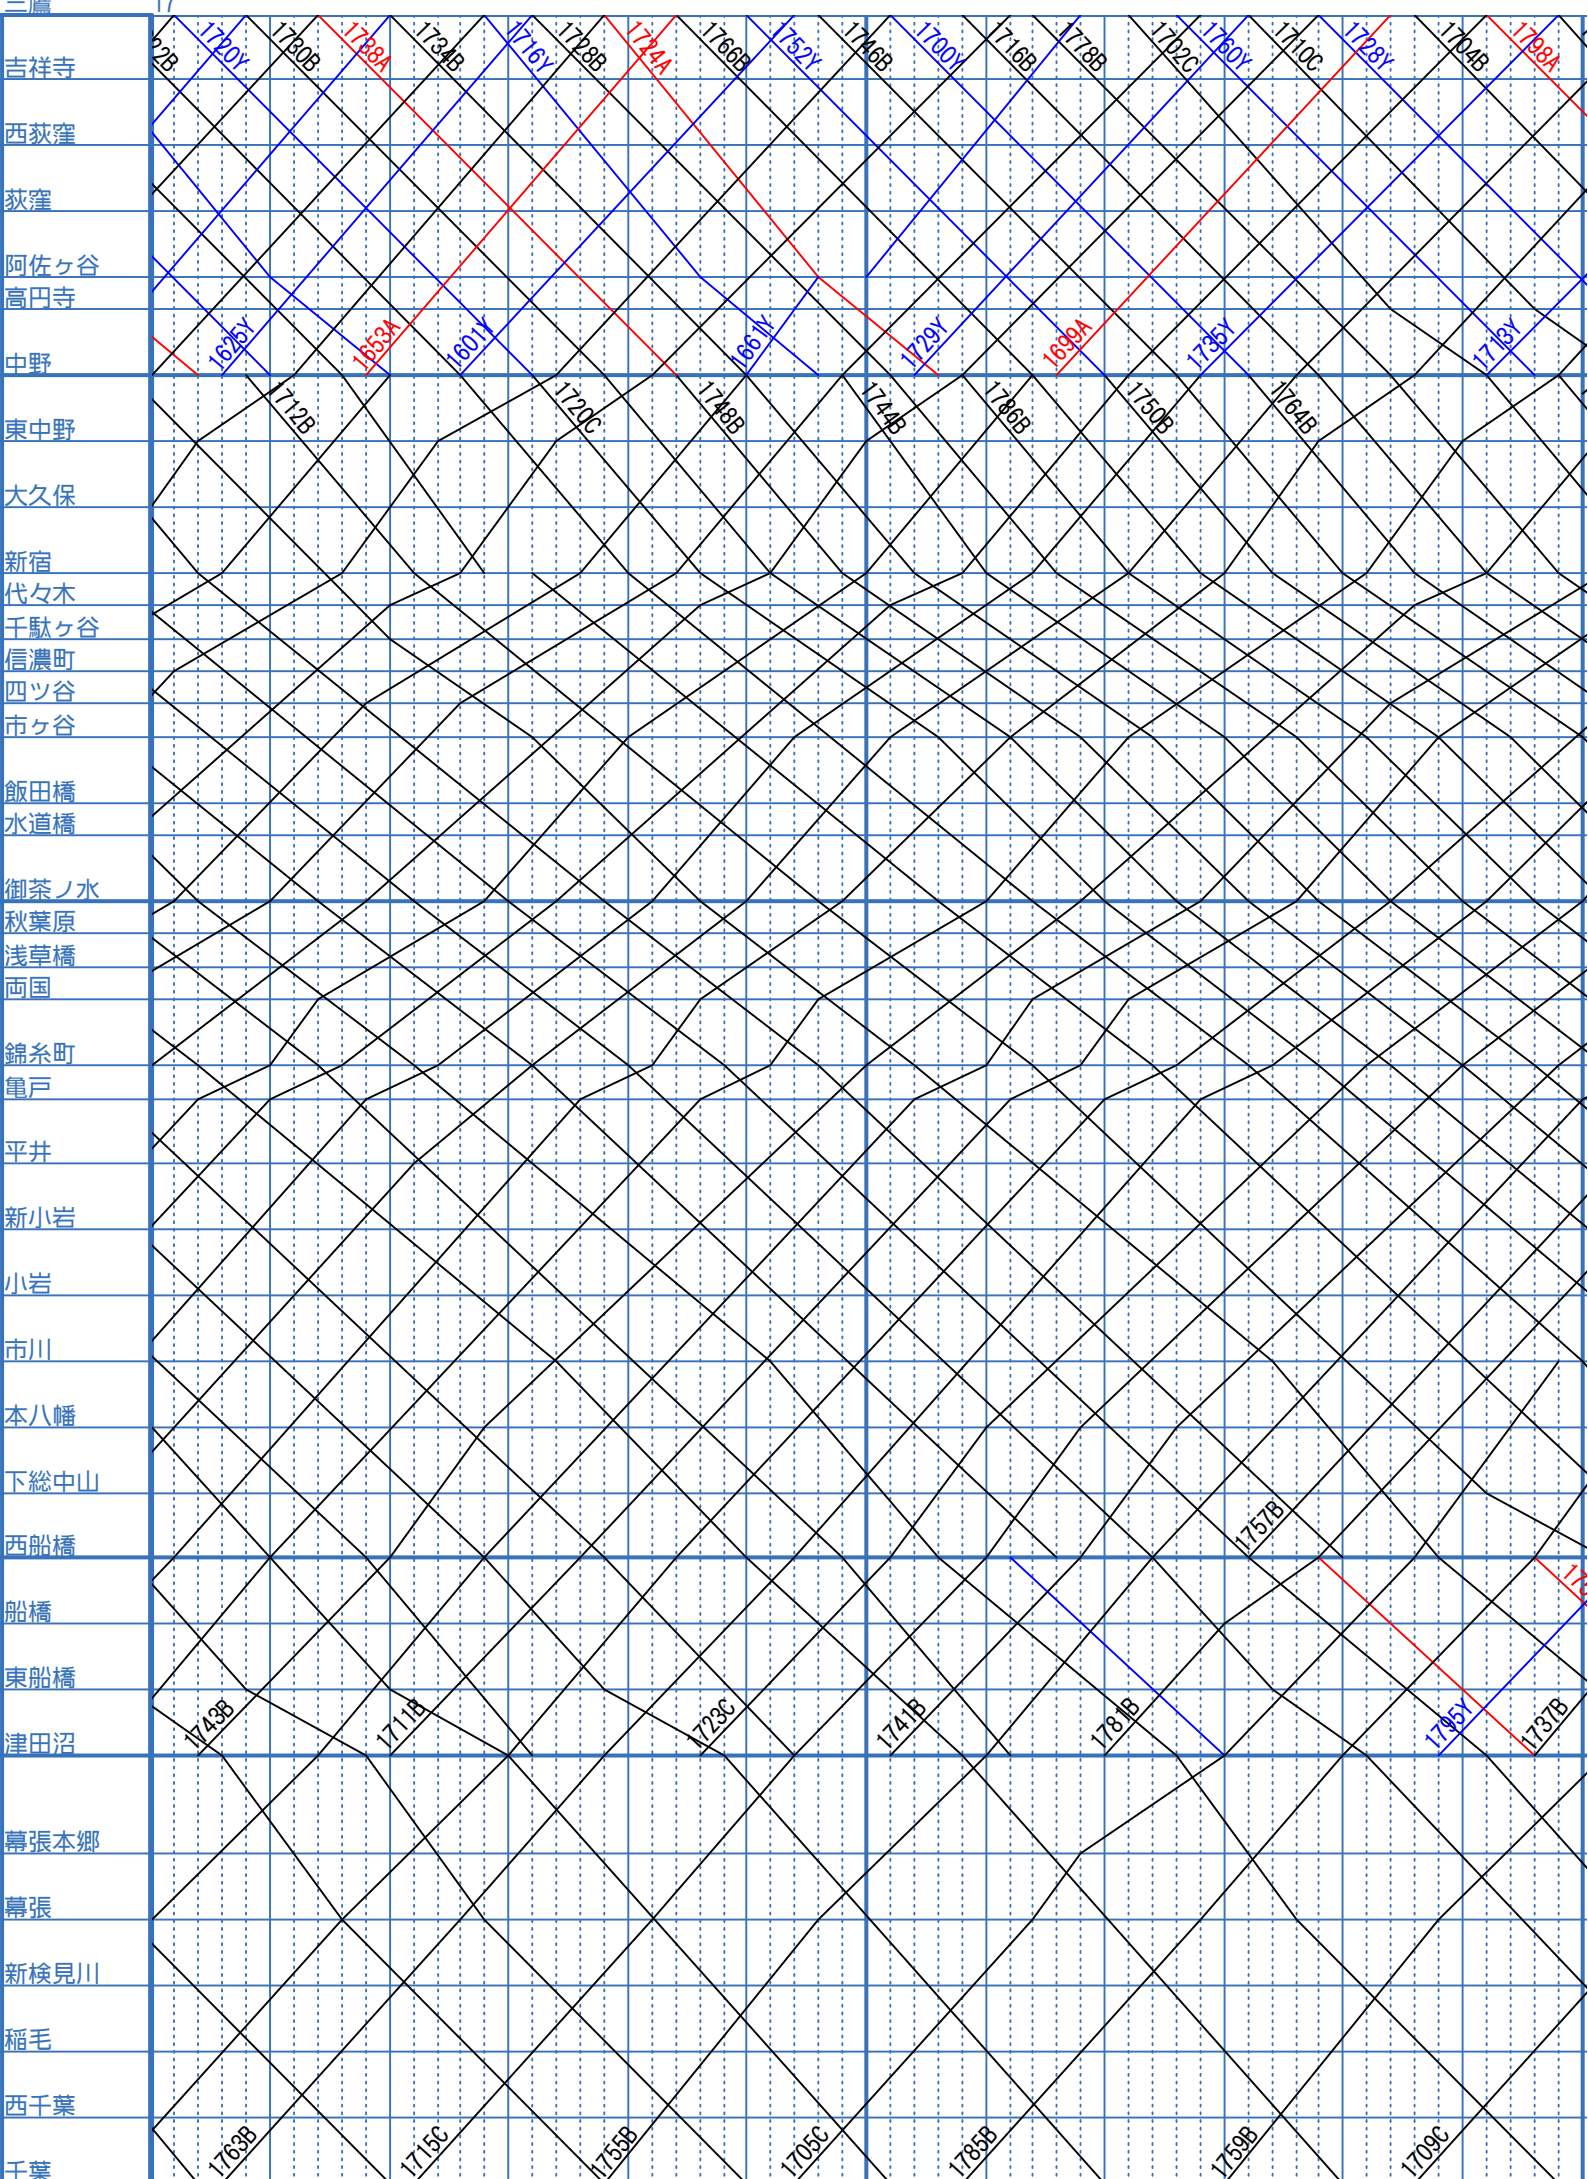 三鷹 17
22B 1720Y 1730B 1738A 1734B 1716Y 1728B 1724A 1766B 1752Y 1746B 1700Y 1716B 1778B 1702C 1760Y 1710C 1728Y 1704B 1798A
吉祥寺
西荻窪
荻窪
阿佐ヶ谷
高円寺
中野 1625Y 1653A 1601Y 1661Y 1729Y 1699A 1735Y 1713Y
東中野 1712B 1720C 1748B 1744B 1786B 1750B 1764B
大久保
新宿
代々木
千駄ヶ谷
信濃町
四ツ谷
市ヶ谷
飯田橋
水道橋
御茶ノ水
秋葉原
浅草橋
両国
錦糸町
亀戸
平井
新小岩
小岩
市川
本八幡
下総中山
西船橋 1757B
船橋
東船橋
津田沼 1743B 1711B 1723C 1741B 1781B 1795Y 1737B
幕張本郷
幕張
新検見川
稲毛
西千葉
千葉 1763B 1715C 1755B 1705C 1785B 1759B 1709C